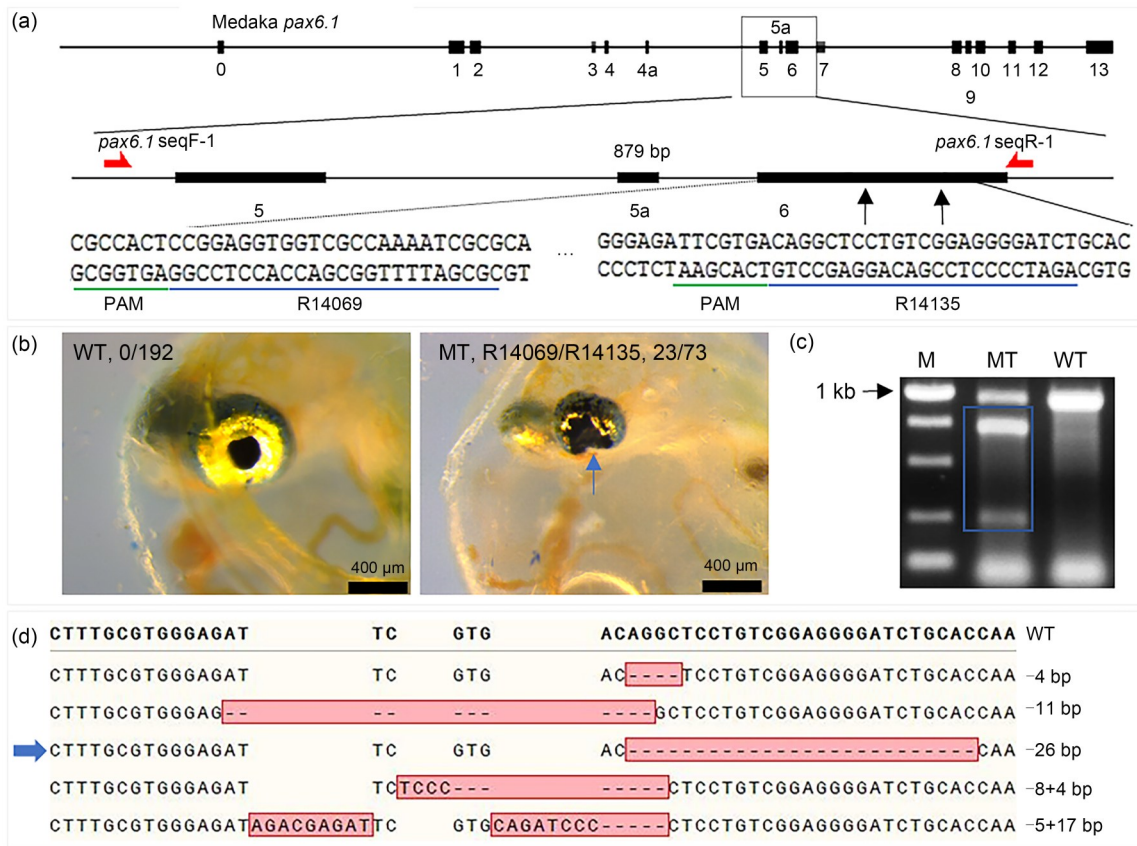 (a)
Medaka pax6.1
5a
0 1 2 3 4 4a 5 6 7 8 10 11 12 13
9
pax6.1 seqF-1
879 bp
pax6.1 seqR-1
5 5a 6
CGCCACTCCGGAGGTGGTCGCCAAAATCGCGCA ... GGGAGATTCGTGACAGGCTCCTGTCGGAGGGGATCTGCAC
GCGGTGAGGCCTCCACCAGCGGTTTTAGCGCGT CCCTCTAAGCACTGTCCGAGGACAGCCTCCCCTAGACGTG
PAM R14069 PAM R14135
(b)
WT, 0/192
MT, R14069/R14135, 23/73
400 μm
400 μm
(c)
M MT WT
1 kb
(d)
CTTTGCGTGGGAGAT TC GTG ACAGGCTCCTGTCGGAGGGGATCTGCACCAA WT
CTTTGCGTGGGAGAT TC GTG AC----TCCTGTCGGAGGGGATCTGCACCAA −4 bp
CTTTGCGTGGGAG-- -- --- ----GCTCCTGTCGGAGGGGATCTGCACCAA −11 bp
CTTTGCGTGGGAGAT TC GTG AC--------------------------CAA −26 bp
CTTTGCGTGGGAGAT TCTCCC--- -----CTCCTGTCGGAGGGGATCTGCACCAA −8+4 bp
CTTTGCGTGGGAGATAGACGAGATTC GTGCAGATCCC-----CTCCTGTCGGAGGGGATCTGCACCAA −5+17 bp